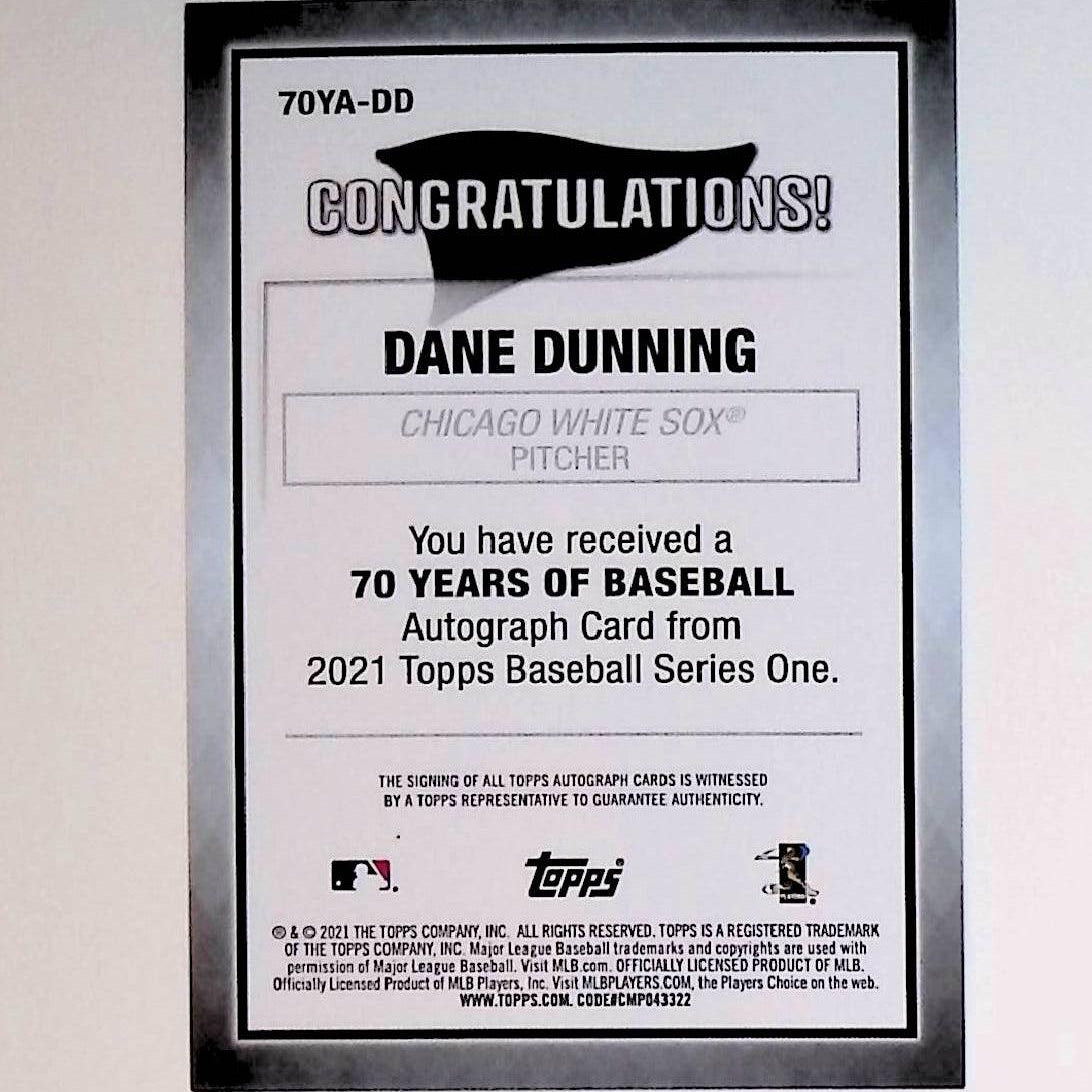 70YA-DD
CONGRATULATIONS!
DANE DUNNING
CHICAGO WHITE SOX®
PITCHER
You have received a
70 YEARS OF BASEBALL
Autograph Card from
2021 Topps Baseball Series One.
THE SIGNING OF ALL TOPPS AUTOGRAPH CARDS IS WITNESSED
BY A TOPPS REPRESENTATIVE TO GUARANTEE AUTHENTICITY.
topps
® & © 2021 THE TOPPS COMPANY, INC. ALL RIGHTS RESERVED. TOPPS IS A REGISTERED TRADEMARK
OF THE TOPPS COMPANY, INC. Major League Baseball trademarks and copyrights are used with
permission of Major League Baseball. Visit MLB.com. OFFICIALLY LICENSED PRODUCT OF MLB.
Officially Licensed Product of MLB Players, Inc. Visit MLBPLAYERS.COM, the Players Choice on the web.
WWW.TOPPS.COM. CODE#CMP043322